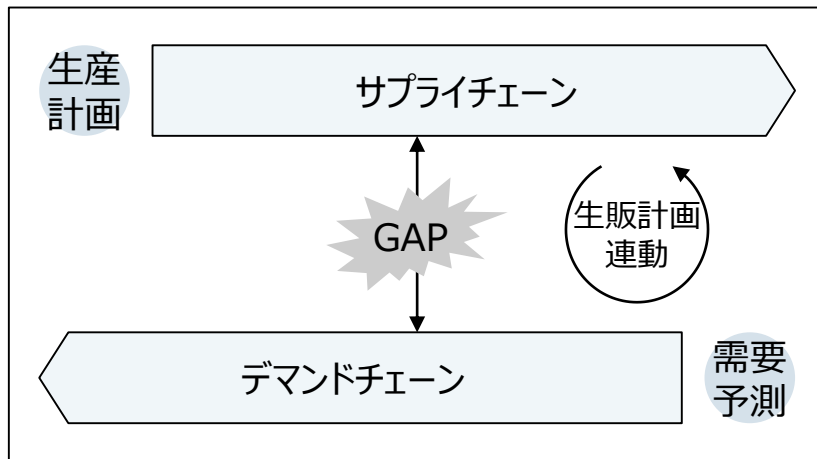 生産
計画
サプライチェーン
GAP
生販計画
連動
デマンドチェーン
需要
予測